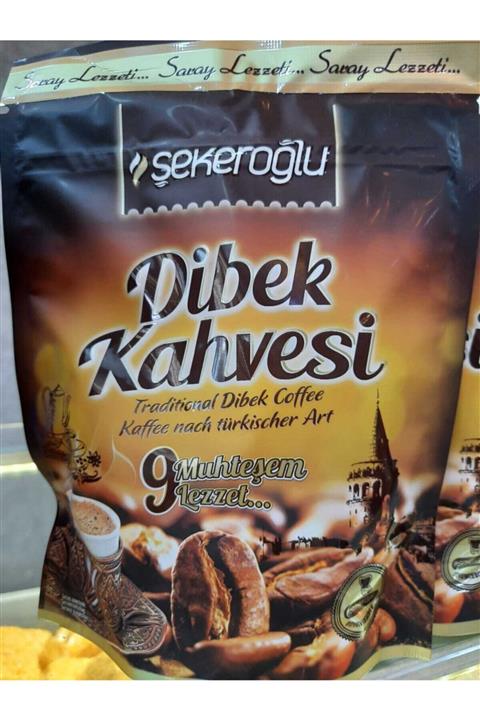 Saray Lezzeti... Saray Lezzeti... Saray Lezzeti...
şekeroğlu
Dibek
Kahvesi
Traditional Dibek Coffee
Kaffee nach türkischer Art
9 Muhteşem
Lezzet...